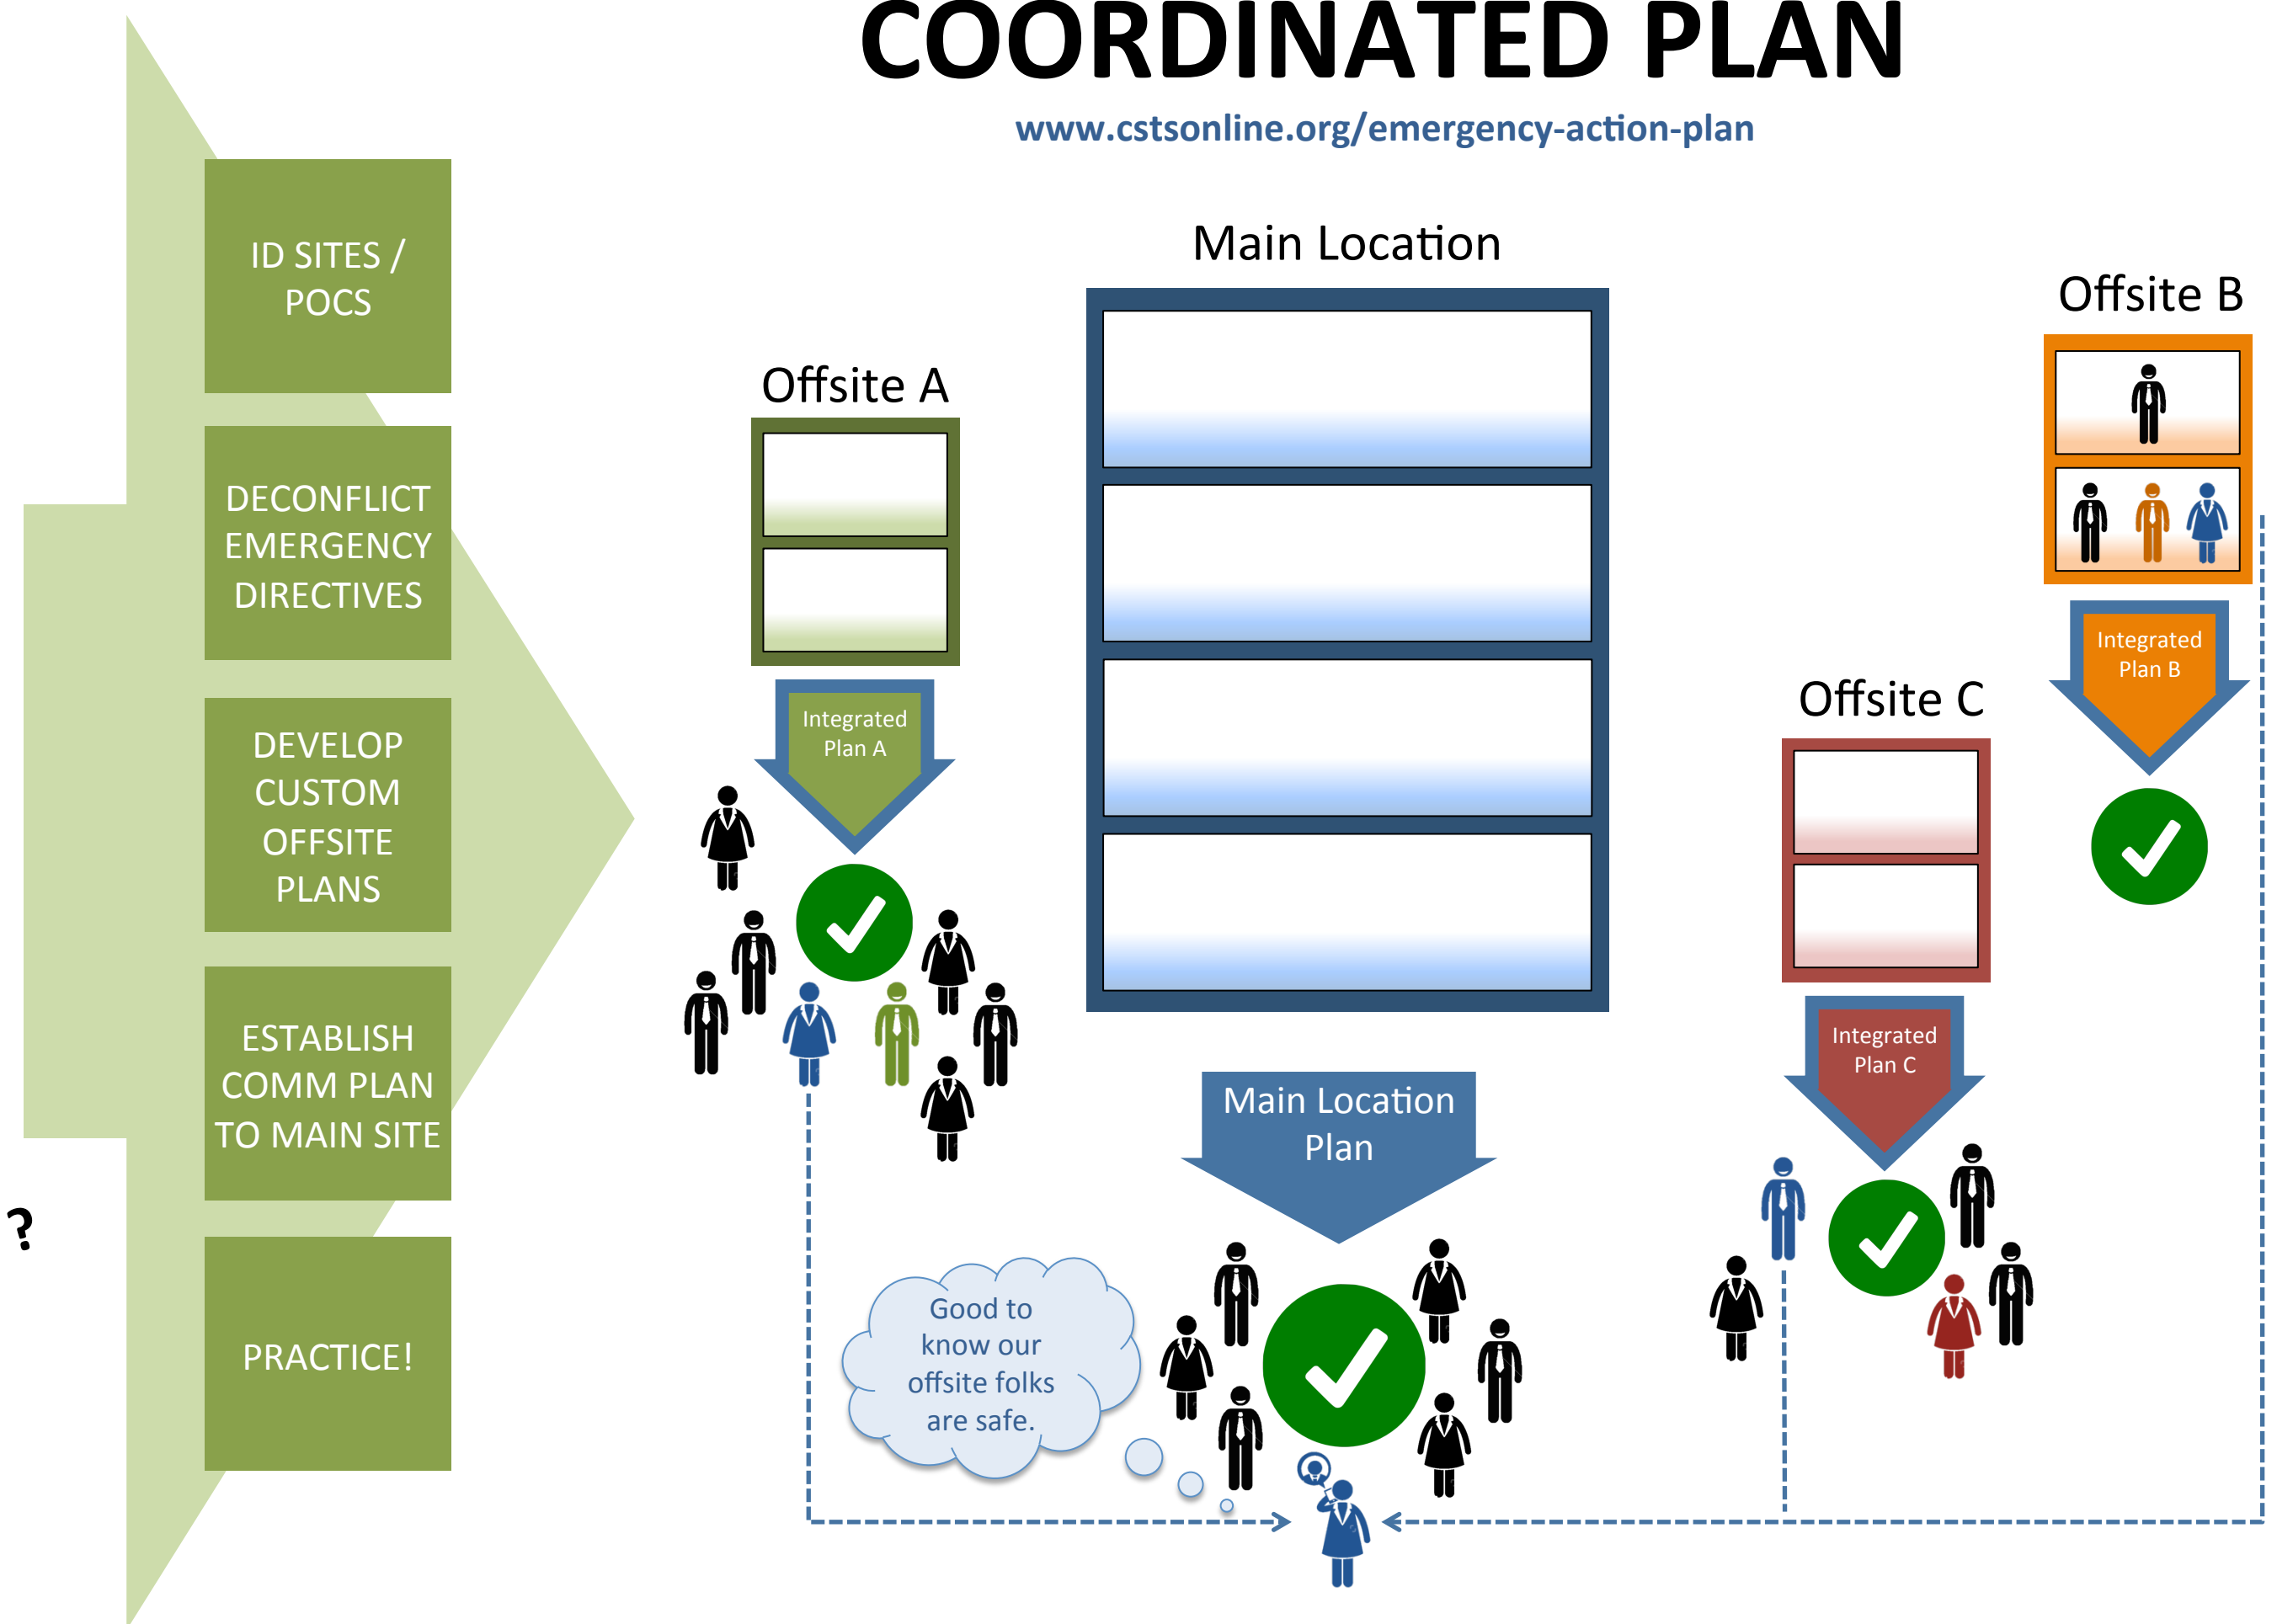 COORDINATED PLAN
www.cstsonline.org/emergency-action-plan
ID SITES /
POCS
DECONFLICT
EMERGENCY
DIRECTIVES
DEVELOP
CUSTOM
OFFSITE
PLANS
ESTABLISH
COMM PLAN
TO MAIN SITE
PRACTICE!
?
Offsite A
Integrated
Plan A
Main Location
Main Location
Plan
Good to
know our
offsite folks
are safe.
Offsite C
Integrated
Plan C
Offsite B
Integrated
Plan B